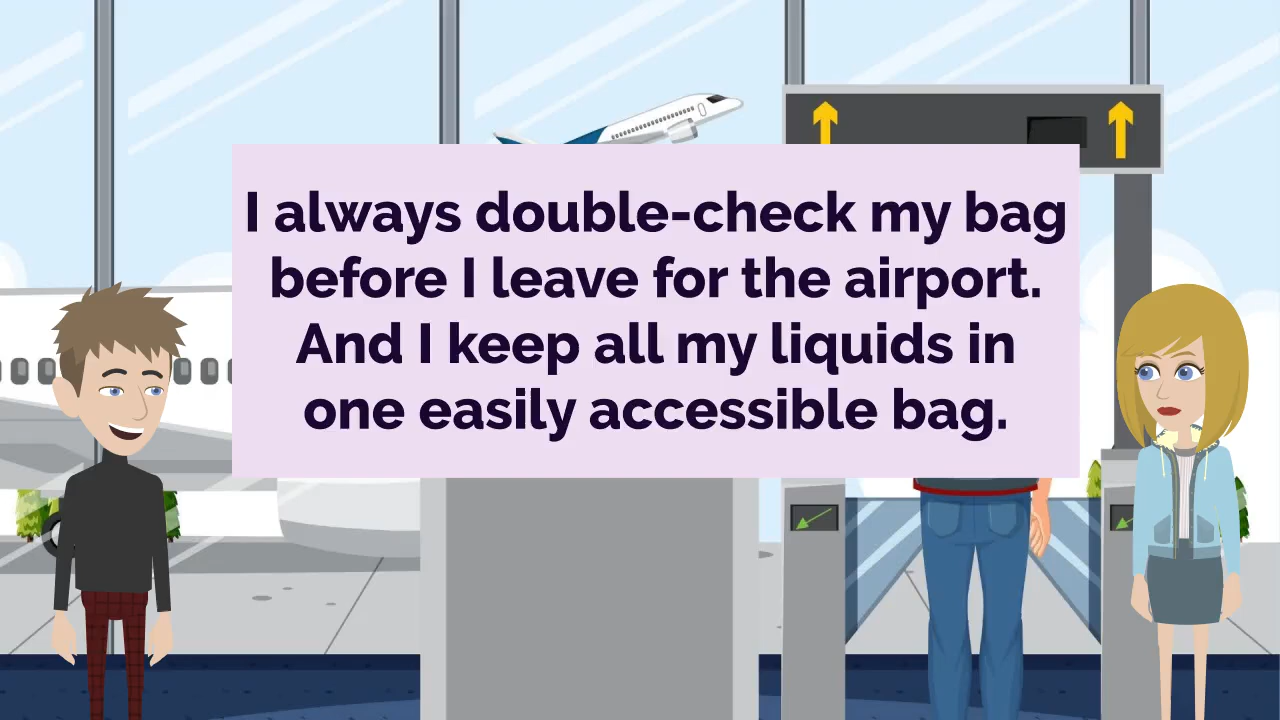 I always double-check my bag
before I leave for the airport.
And I keep all my liquids in
one easily accessible bag.